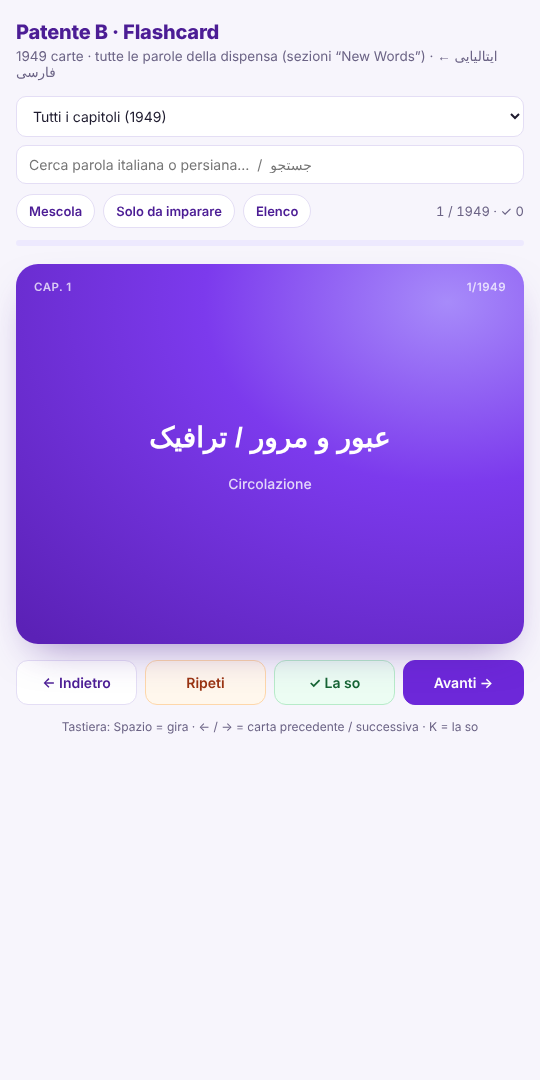 Patente B · Flashcard
1949 carte · tutte le parole della dispensa (sezioni “New Words”) · ایتالیایی ←
فارسی
Tutti i capitoli (1949)
Cerca parola italiana o persiana… / جستجو
Mescola
Solo da imparare
Elenco
1 / 1949 · ✓ 0
CAP. 1
1/1949
عبور و مرور / ترافیک
Circolazione
← Indietro
Ripeti
✓ La so
Avanti →
Tastiera: Spazio = gira · ← / → = carta precedente / successiva · K = la so